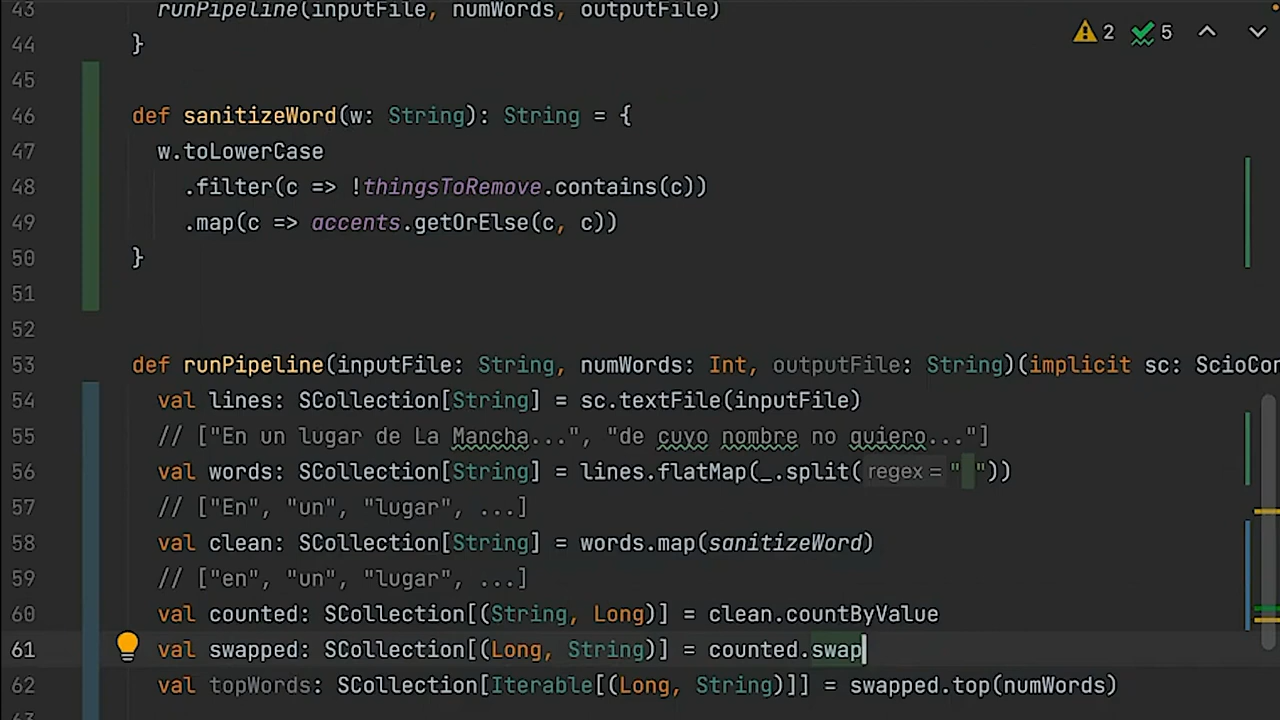 43 runPipeline(inputFile, numWords, outputFile)
2 5
44 }
45
46 def sanitizeWord(w: String): String = {
47 w.toLowerCase
48 .filter(c => !thingsToRemove.contains(c))
49 .map(c => accents.getOrElse(c, c))
50 }
51
52
53 def runPipeline(inputFile: String, numWords: Int, outputFile: String)(implicit sc: ScioCon
54 val lines: SCollection[String] = sc.textFile(inputFile)
55 // ["En un lugar de La Mancha...", "de cuyo nombre no quiero..."]
56 val words: SCollection[String] = lines.flatMap(_.split( regex = " "))
57 // ["En", "un", "lugar", ...]
58 val clean: SCollection[String] = words.map(sanitizeWord)
59 // ["en", "un", "lugar", ...]
60 val counted: SCollection[(String, Long)] = clean.countByValue
61 val swapped: SCollection[(Long, String)] = counted.swap
62 val topWords: SCollection[Iterable[(Long, String)]] = swapped.top(numWords)
63